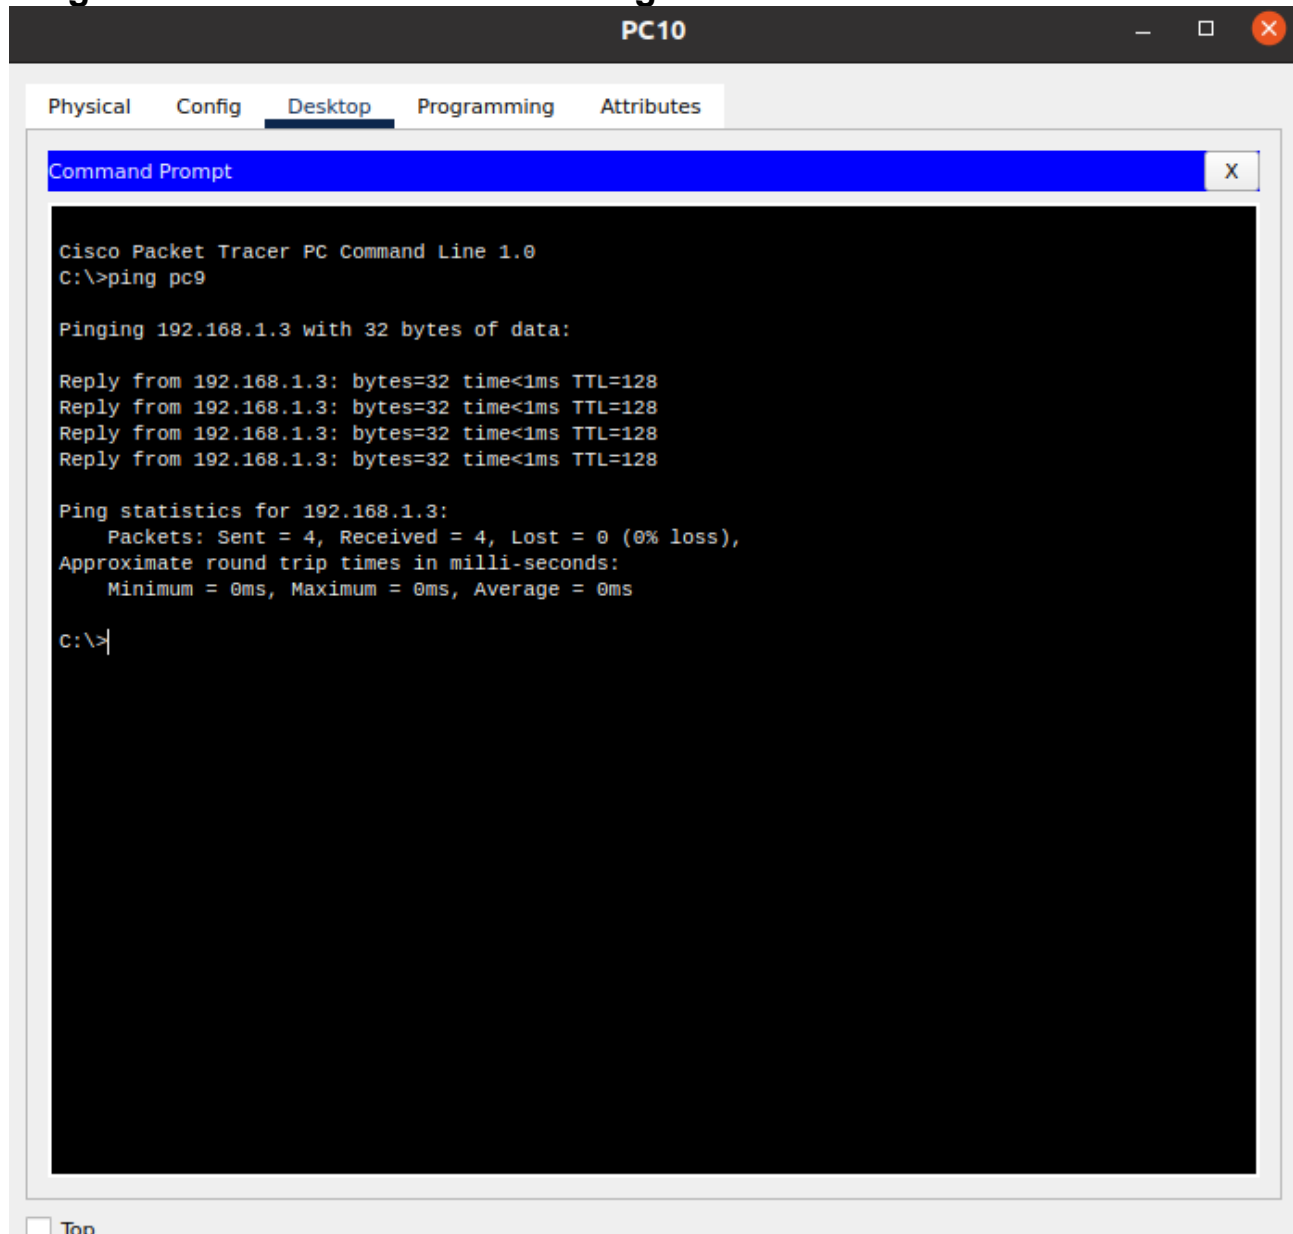 PC10
Physical Config Desktop Programming Attributes
Command Prompt
X
Cisco Packet Tracer PC Command Line 1.0
C:\>ping pc9
Pinging 192.168.1.3 with 32 bytes of data:
Reply from 192.168.1.3: bytes=32 time<1ms TTL=128
Reply from 192.168.1.3: bytes=32 time<1ms TTL=128
Reply from 192.168.1.3: bytes=32 time<1ms TTL=128
Reply from 192.168.1.3: bytes=32 time<1ms TTL=128
Ping statistics for 192.168.1.3:
Packets: Sent = 4, Received = 4, Lost = 0 (0% loss),
Approximate round trip times in milli-seconds:
Minimum = 0ms, Maximum = 0ms, Average = 0ms
C:\>
Top